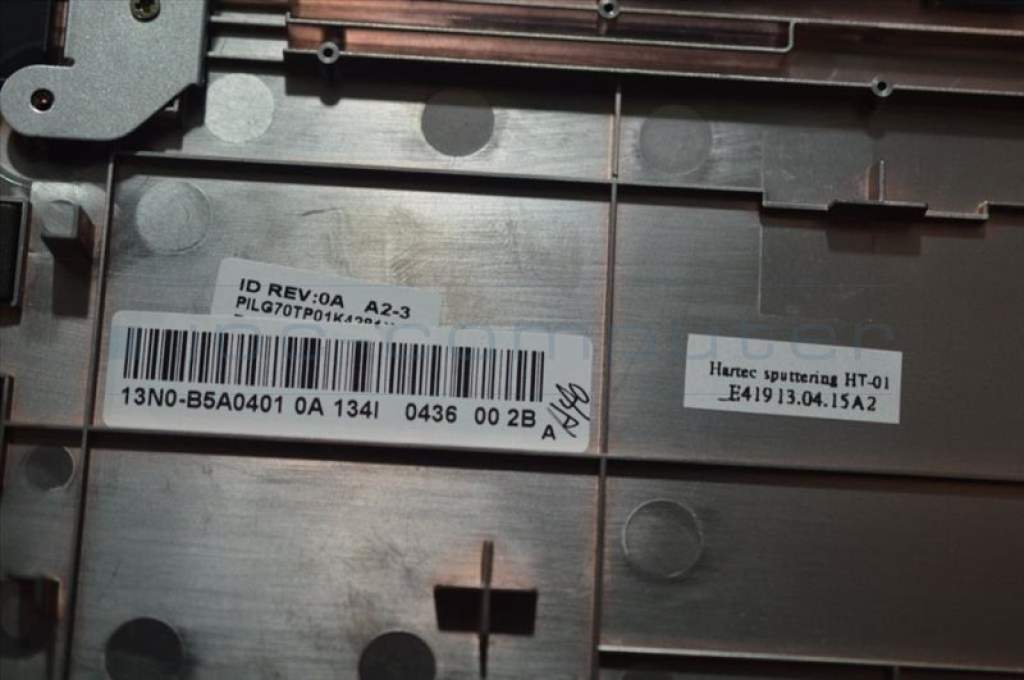 ID REV:0A A2-3
13N0-B5A0401 0A 134I 0436 00 2B
A
Hartec sputtering HT-01
E419 13.04.15A2
computer